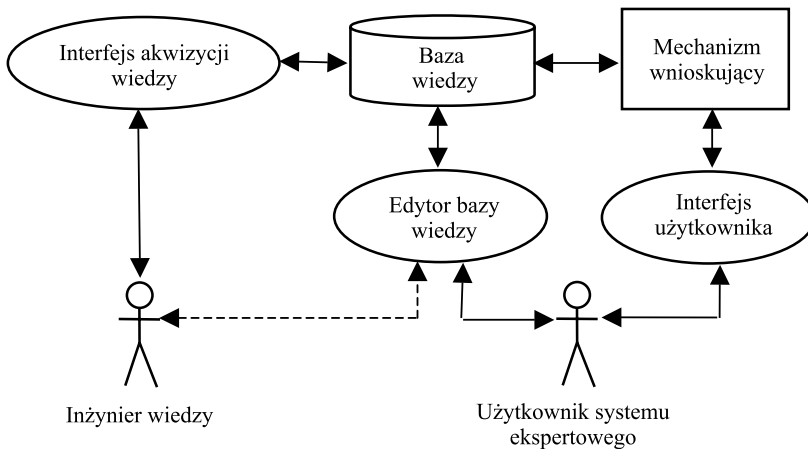 Interfejs akwizycji
wiedzy
Baza
wiedzy
Mechanizm
wnioskujący
Edytor bazy
wiedzy
Interfejs
użytkownika
Inżynier wiedzy
Użytkownik systemu
ekspertowego